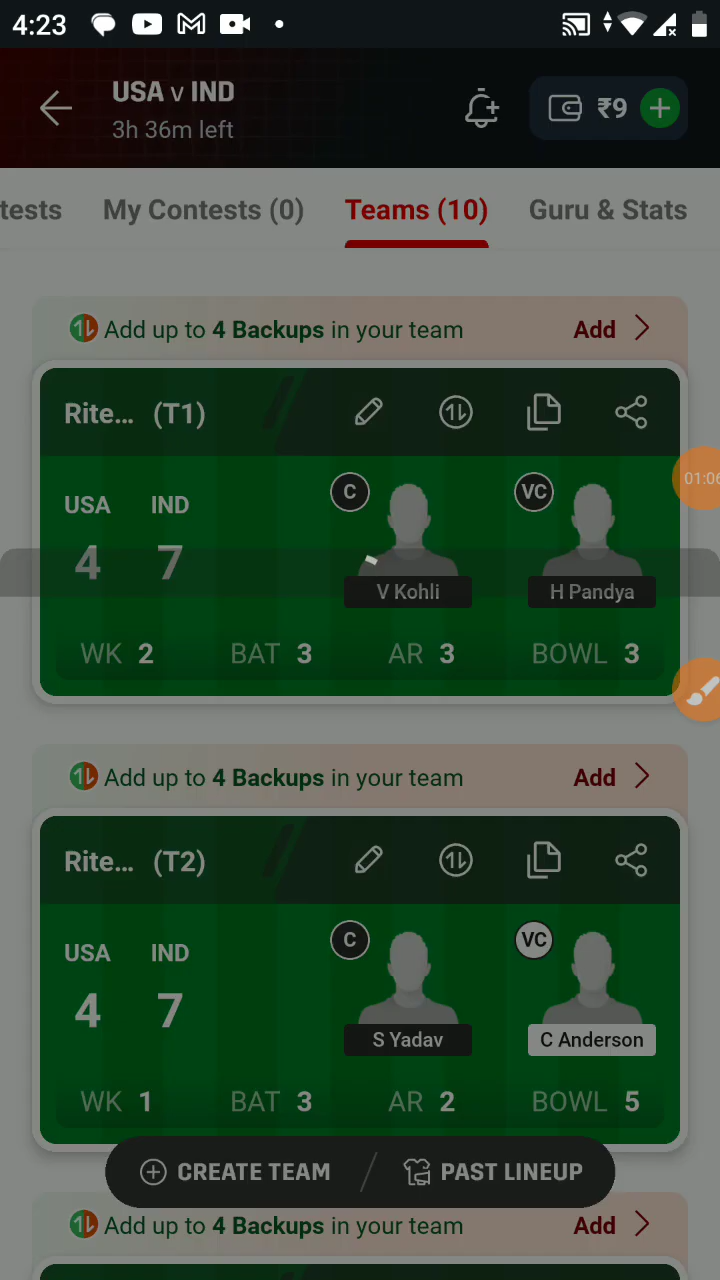 4:23
USA v IND
3h 36m left
₹9
tests My Contests (0) Teams (10) Guru & Stats
Add up to 4 Backups in your team Add
Rite... (T1)
USA IND
4 7
C VC
V Kohli H Pandya
WK 2 BAT 3 AR 3 BOWL 3
01:06
Add up to 4 Backups in your team Add
Rite... (T2)
USA IND
4 7
C VC
S Yadav C Anderson
WK 1 BAT 3 AR 2 BOWL 5
CREATE TEAM PAST LINEUP
Add up to 4 Backups in your team Add